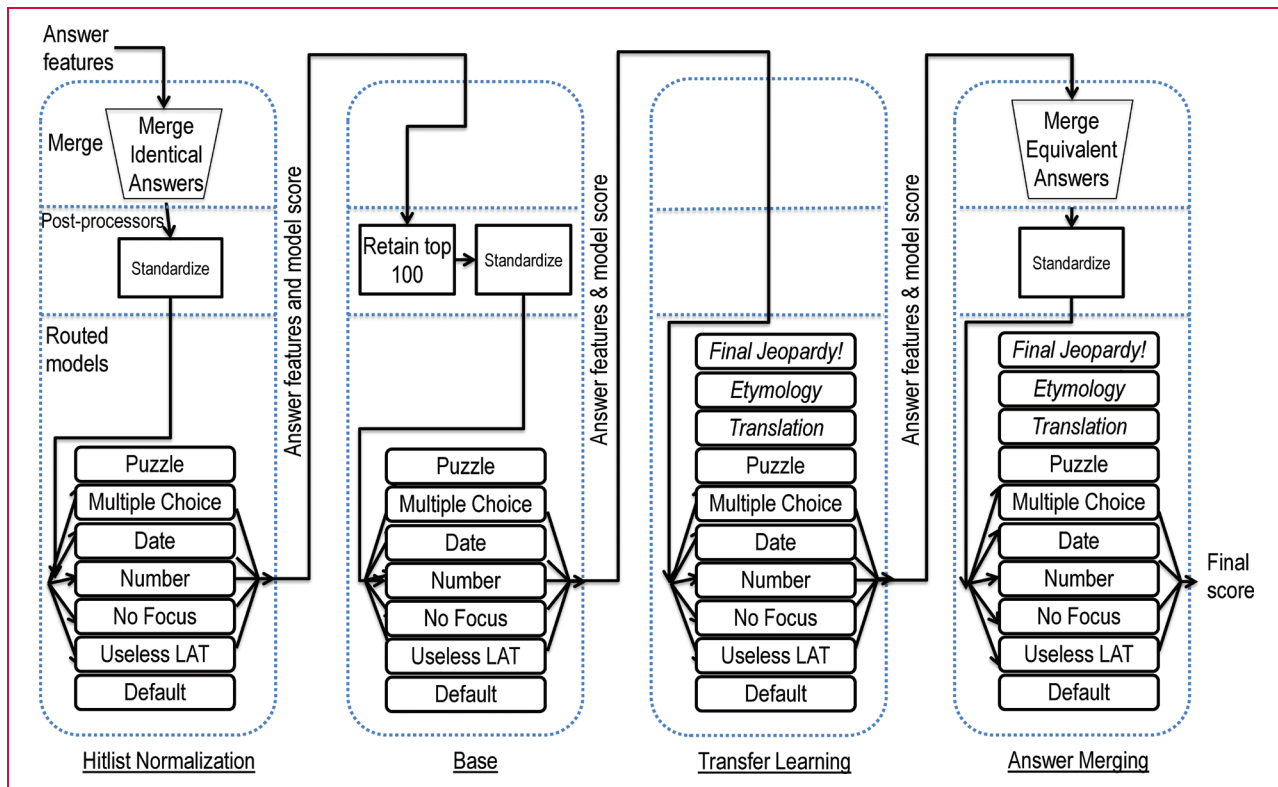 Answer
features
Merge
Merge
Identical
Answers
Post-processors
Standardize
Routed
models
Puzzle
Multiple Choice
Date
Number
No Focus
Useless LAT
Default
Hitlist Normalization
Answer features and model score
Retain top
100
Standardize
Puzzle
Multiple Choice
Date
Number
No Focus
Useless LAT
Default
Base
Answer features & model score
Final Jeopardy!
Etymology
Translation
Puzzle
Multiple Choice
Date
Number
No Focus
Useless LAT
Default
Transfer Learning
Answer features & model score
Merge
Equivalent
Answers
Standardize
Final Jeopardy!
Etymology
Translation
Puzzle
Multiple Choice
Date
Number
No Focus
Useless LAT
Default
Answer Merging
Final
score